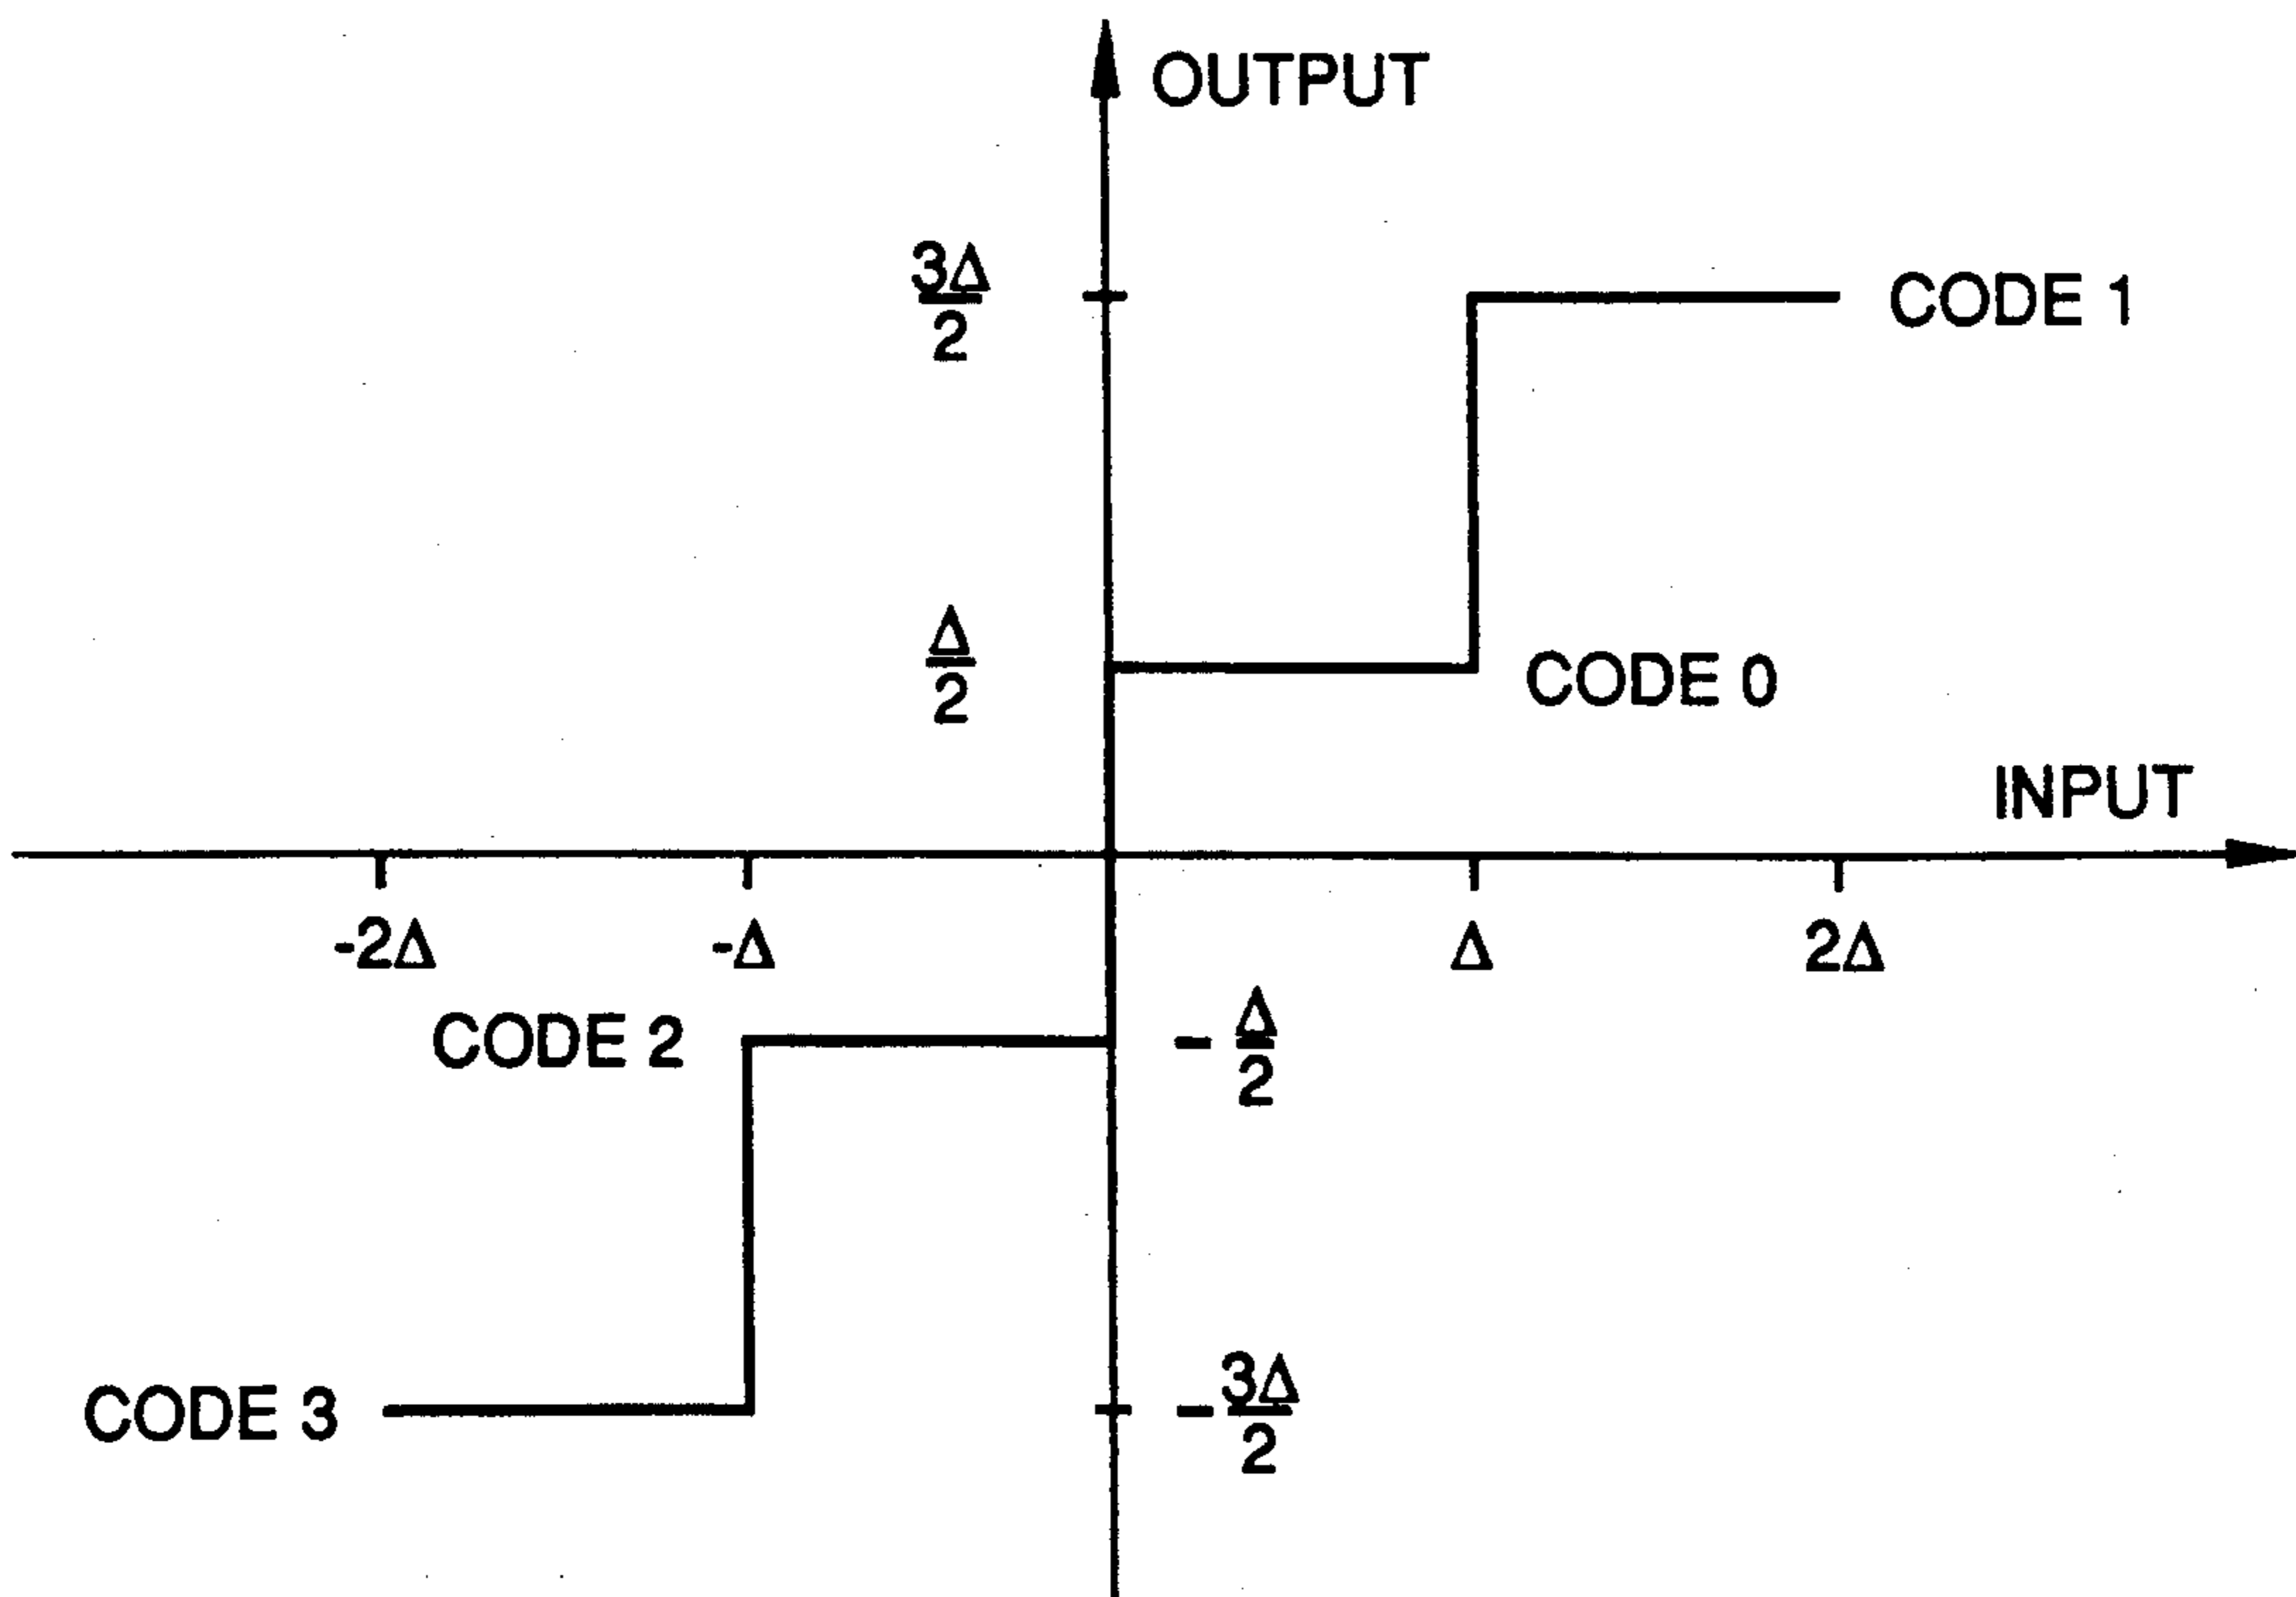 OUTPUT
3Δ/2
CODE 1
Δ/2
CODE 0
INPUT
-2Δ
-Δ
Δ
2Δ
CODE 2
-Δ/2
CODE 3
-3Δ/2